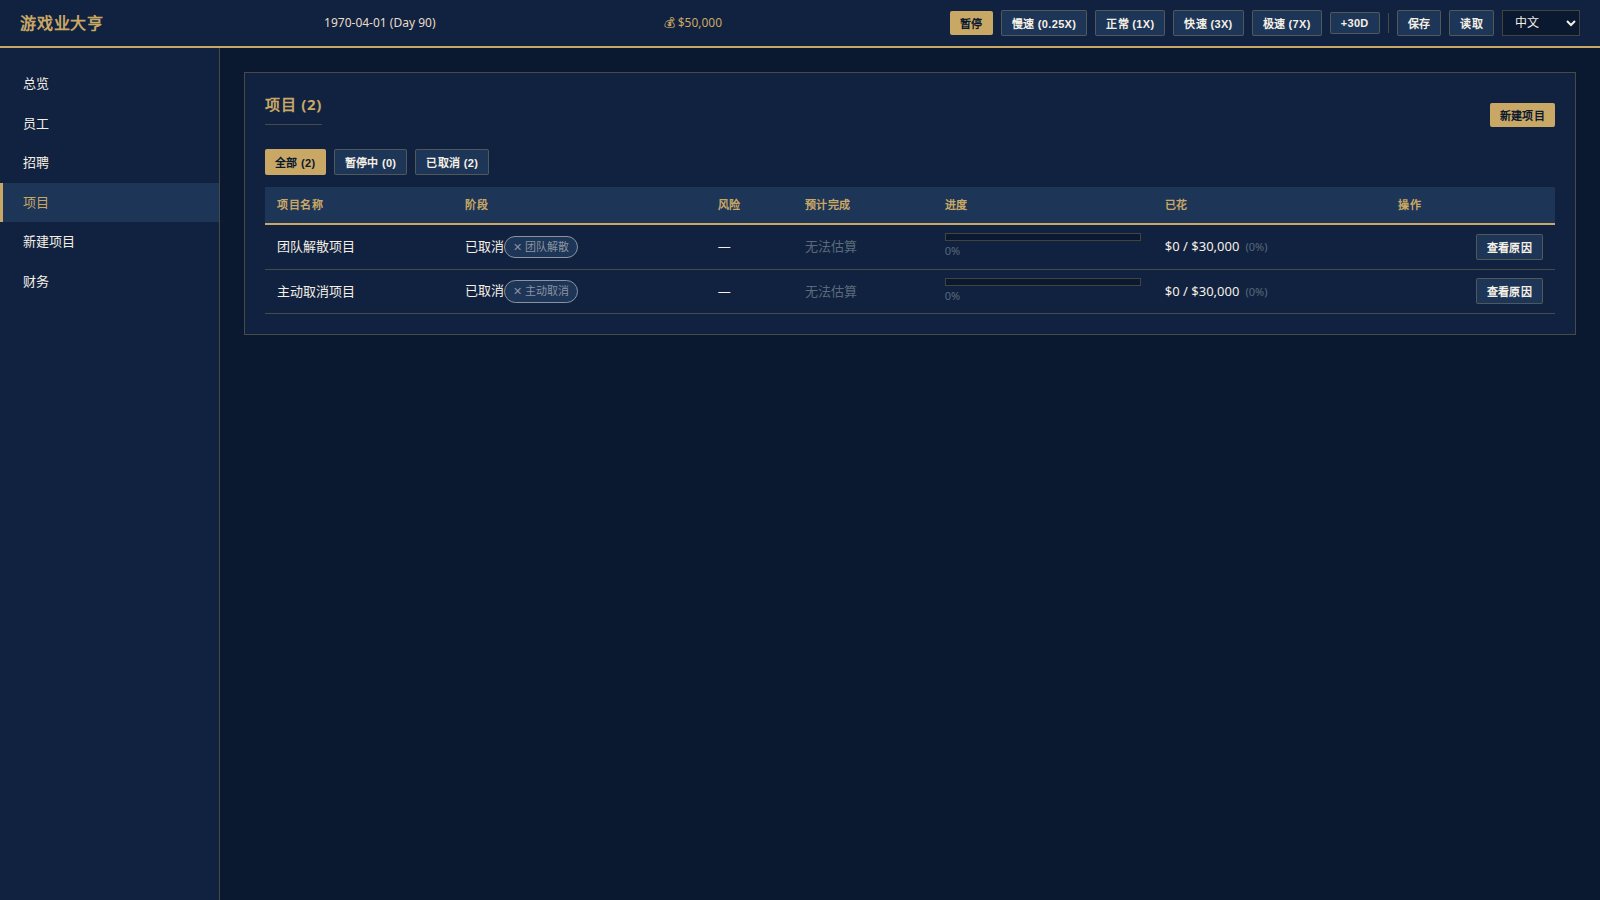 游戏业大亨 1970-04-01 (Day 90) 💰 $50,000 暂停 慢速 (0.25X) 正常 (1X) 快速 (3X) 极速 (7X) +30D 保存 读取 中文
总览
员工
招聘
项目
新建项目
财务
项目 (2) 新建项目
全部 (2) 暂停中 (0) 已取消 (2)
项目名称 阶段 风险 预计完成 进度 已花 操作
团队解散项目 已取消 ✕ 团队解散 — 无法估算 0% $0 / $30,000 (0%) 查看原因
主动取消项目 已取消 ✕ 主动取消 — 无法估算 0% $0 / $30,000 (0%) 查看原因